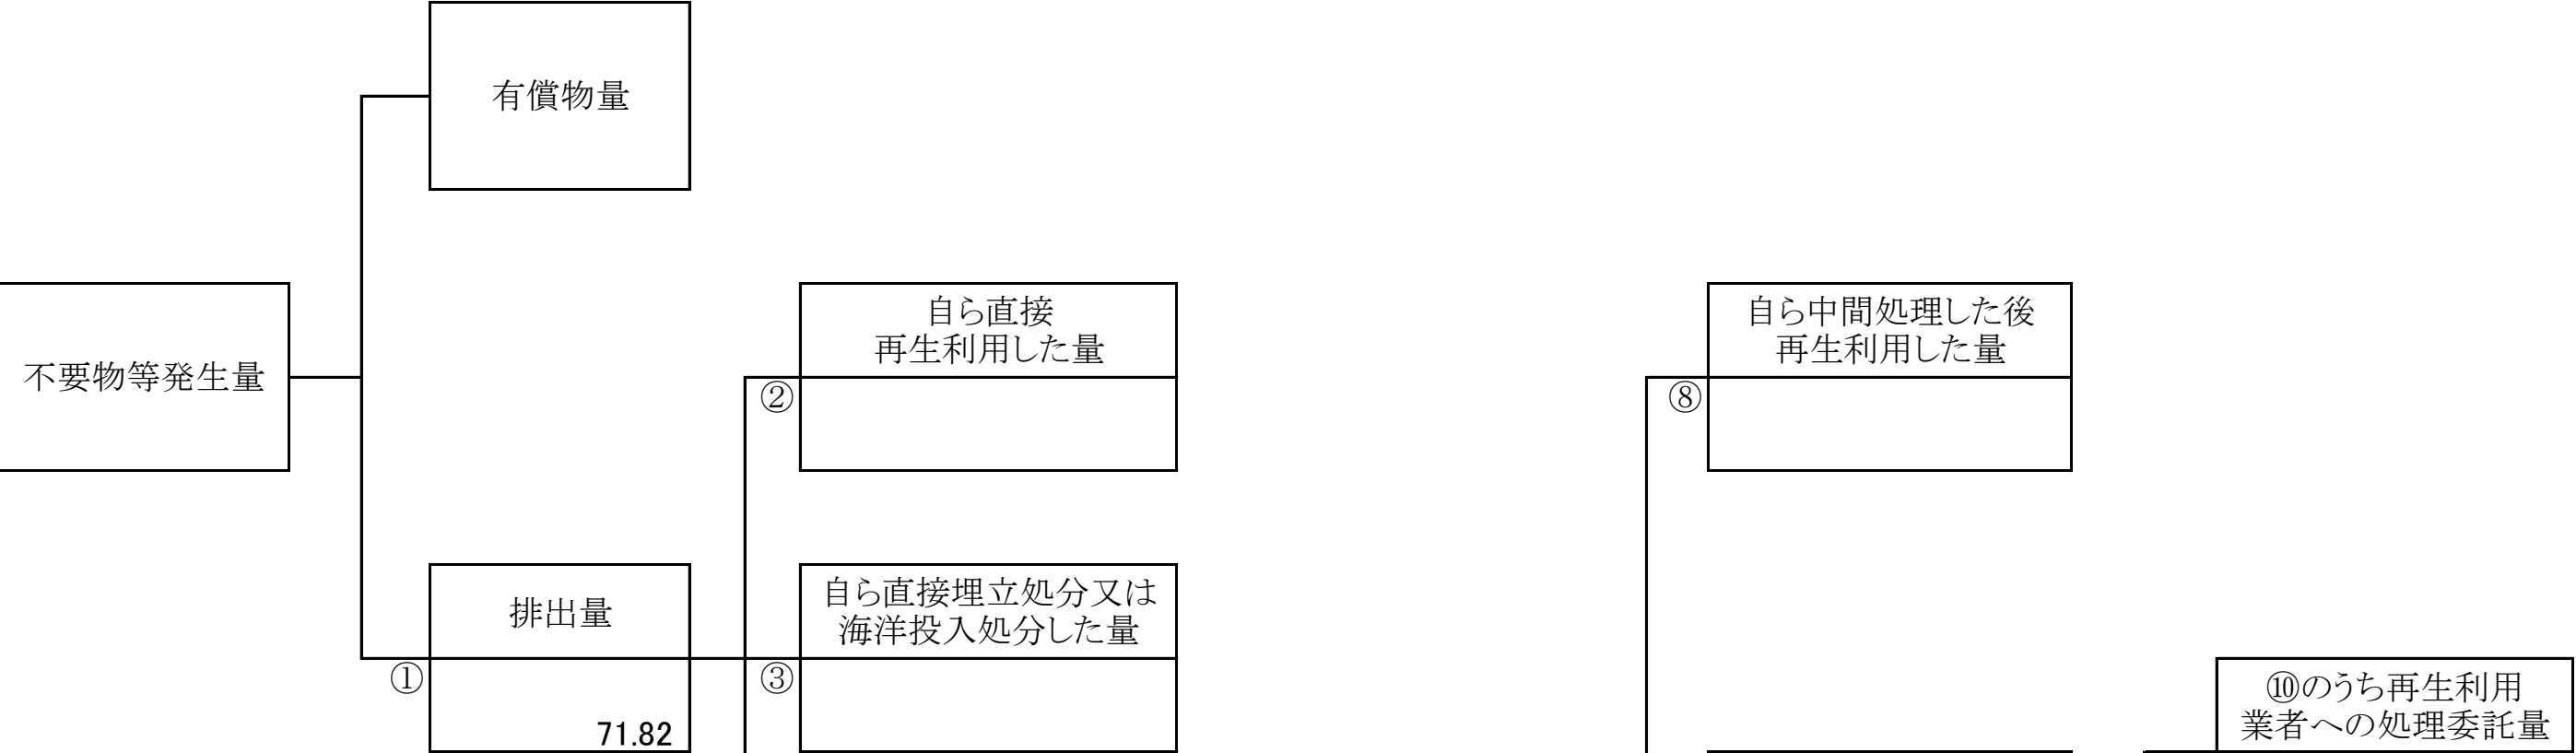 有償物量
不要物等発生量
自ら直接
再生利用した量
②
自ら中間処理した後
再生利用した量
⑧
排出量
①
71.82
自ら直接埋立処分又は
海洋投入処分した量
③
⑩のうち再生利用
業者への処理委託量